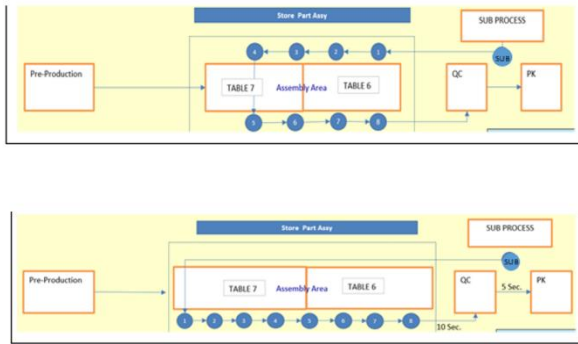 Store Part Assy
SUB PROCESS
4
3
2
1
SUB
Pre-Production
TABLE 7
Assembly Area
TABLE 6
QC
PK
5
6
7
8
Store Part Assy
SUB PROCESS
SUB
Pre-Production
TABLE 7
Assembly Area
TABLE 6
QC
5 Sec.
PK
1
2
3
4
5
6
7
8
10 Sec.